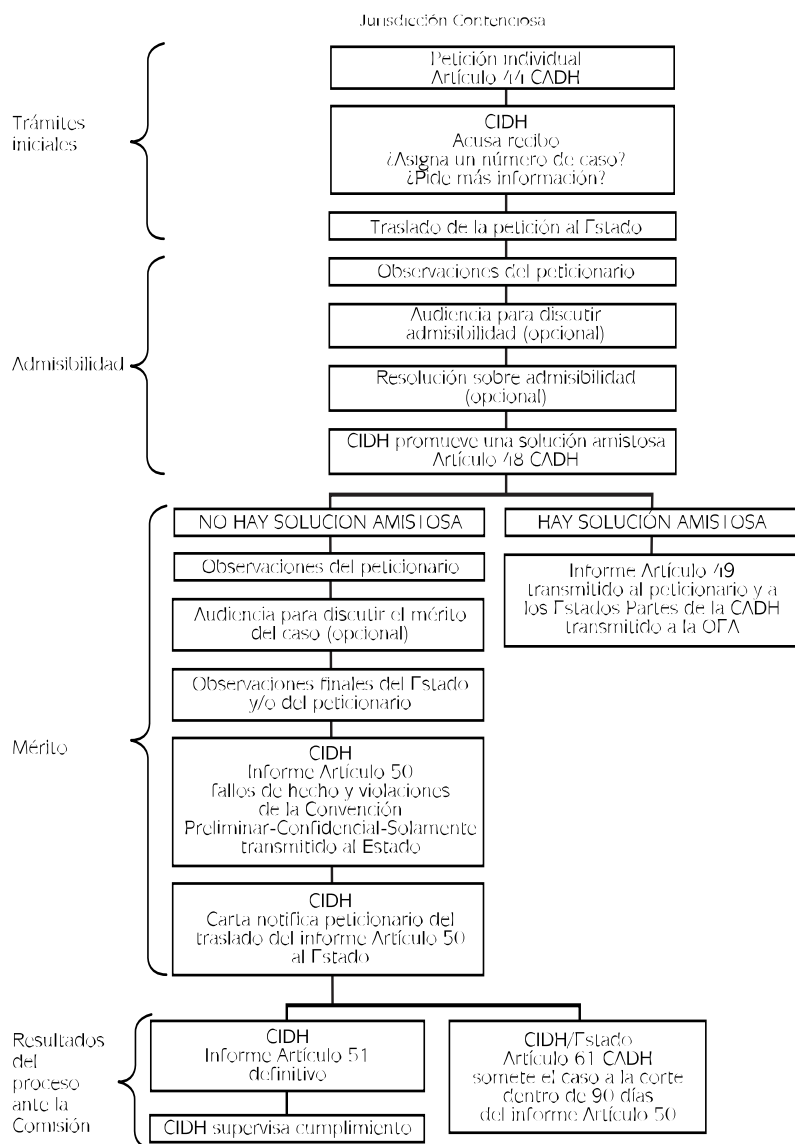 Jurisdicción Contenciosa
Trámites
iniciales
Petición individual
Artículo 44 CADH
CIDH
Acusa recibo
¿Asigna un número de caso?
¿Pide más información?
Traslado de la petición al Estado
Admisibilidad
Observaciones del peticionario
Audiencia para discutir
admisibilidad (opcional)
Resolución sobre admisibilidad
(opcional)
CIDH promueve una solución amistosa
Artículo 48 CADH
Mérito
NO HAY SOLUCION AMISTOSA
Observaciones del peticionario
Audiencia para discutir el mérito
del caso (opcional)
Observaciones finales del Estado
y/o del peticionario
CIDH
Informe Artículo 50
fallos de hecho y violaciones
de la Convención
Preliminar-Confidencial-Solamente
transmitido al Estado
CIDH
Carta notifica peticionario del
traslado del informe Artículo 50
al Estado
HAY SOLUCIÓN AMISTOSA
Informe Artículo 49
transmitido al peticionario y a
los Estados Partes de la CADH
transmitido a la OEA
Resultados
del
proceso
ante la
Comisión
CIDH
Informe Artículo 51
definitivo
CIDH supervisa cumplimiento
CIDH/Estado
Artículo 61 CADH
somete el caso a la corte
dentro de 90 días
del informe Artículo 50